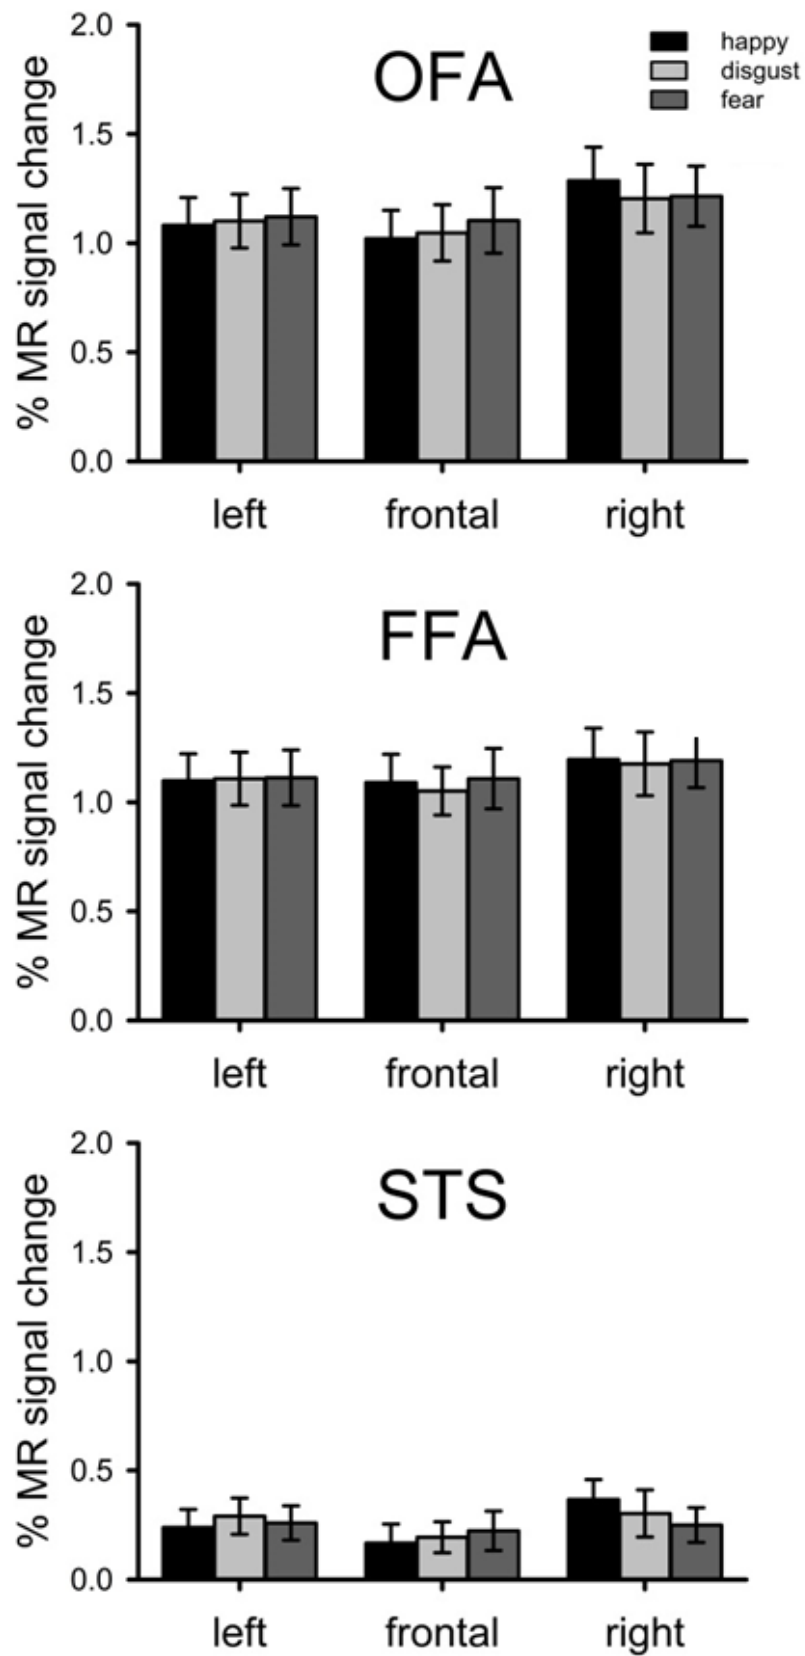 2.0
OFA
happy
disgust
fear
1.5
1.0
0.5
0.0
% MR signal change
left frontal right
2.0
FFA
1.5
1.0
0.5
0.0
% MR signal change
left frontal right
2.0
STS
1.5
1.0
0.5
0.0
% MR signal change
left frontal right